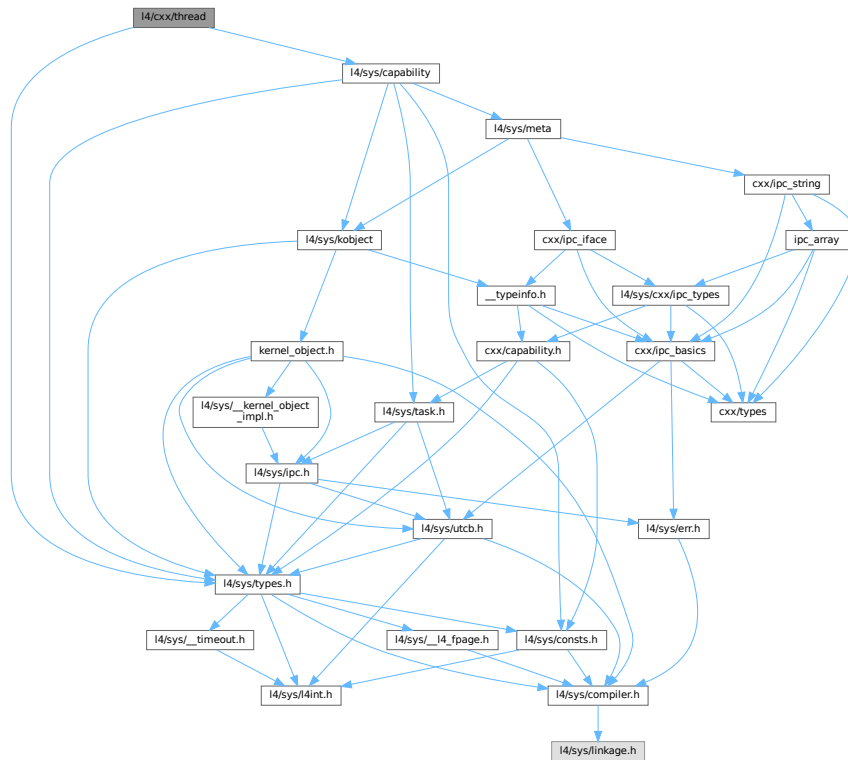 l4/cxx/thread
l4/sys/capability
l4/sys/meta
cxx/ipc_string
l4/sys/kobject
cxx/ipc_iface
ipc_array
__typeinfo.h
l4/sys/cxx/ipc_types
kernel_object.h
cxx/capability.h
cxx/ipc_basics
l4/sys/__kernel_object
_impl.h
l4/sys/task.h
cxx/types
l4/sys/ipc.h
l4/sys/utcb.h
l4/sys/err.h
l4/sys/types.h
l4/sys/__timeout.h
l4/sys/__l4_fpage.h
l4/sys/consts.h
l4/sys/l4int.h
l4/sys/compiler.h
l4/sys/linkage.h